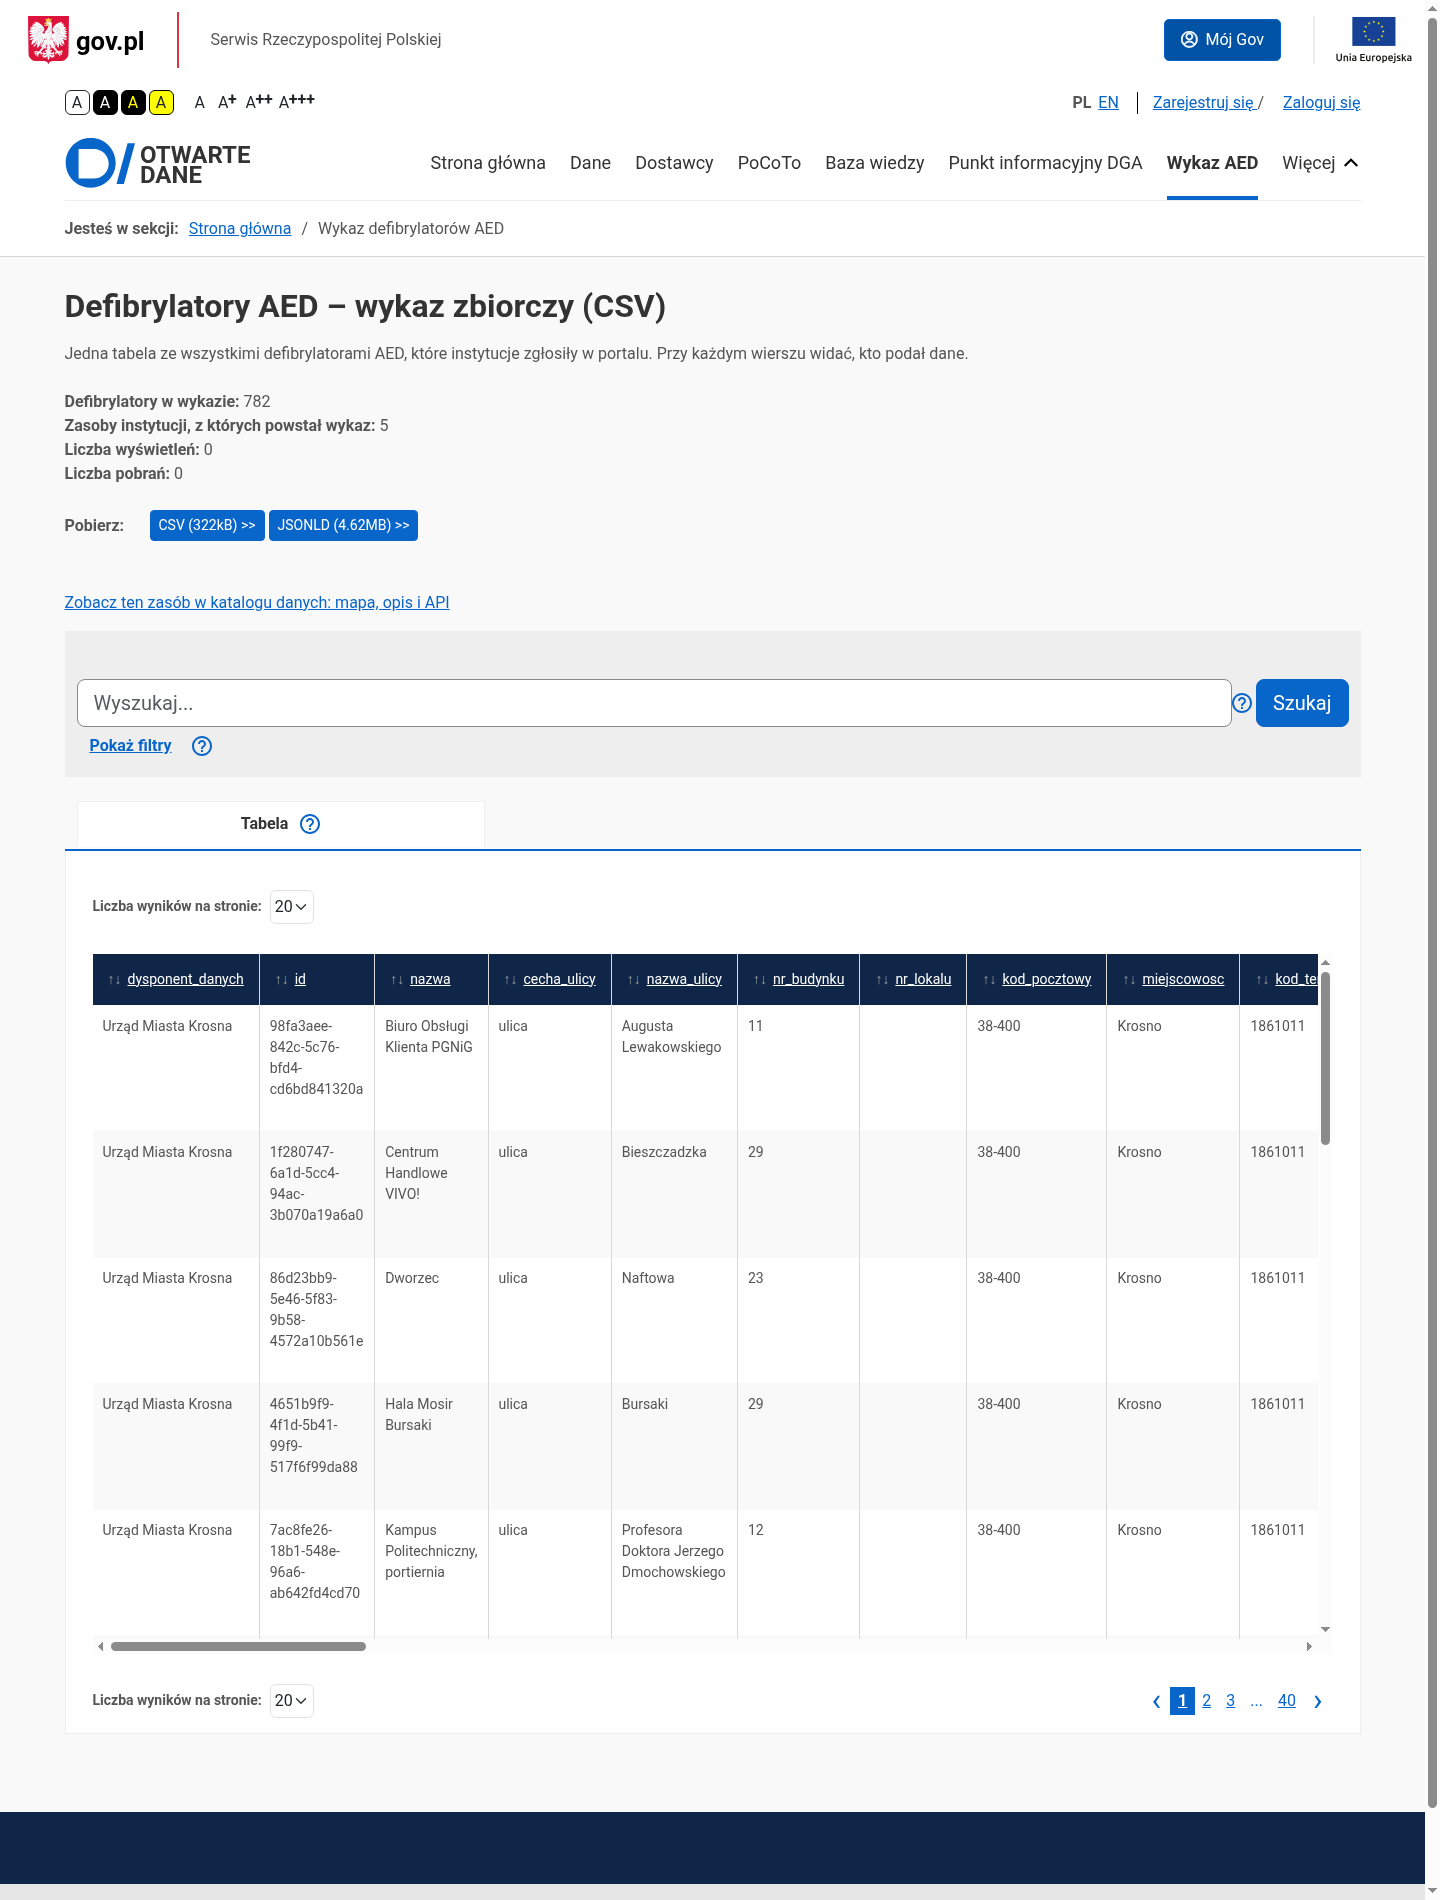 gov.pl
Serwis Rzeczypospolitej Polskiej
Mój Gov
Unia Europejska
A A A A A A+ A++ A+++
PL EN Zarejestruj się / Zaloguj się
OTWARTE
DANE
Strona główna Dane Dostawcy PoCoTo Baza wiedzy Punkt informacyjny DGA Wykaz AED Więcej
Jesteś w sekcji: Strona główna / Wykaz defibrylatorów AED
Defibrylatory AED – wykaz zbiorczy (CSV)
Jedna tabela ze wszystkimi defibrylatorami AED, które instytucje zgłosiły w portalu. Przy każdym wierszu widać, kto podał dane.
Defibrylatory w wykazie: 782
Zasoby instytucji, z których powstał wykaz: 5
Liczba wyświetleń: 0
Liczba pobrań: 0
Pobierz: CSV (322kB) >> JSONLD (4.62MB) >>
Zobacz ten zasób w katalogu danych: mapa, opis i API
Wyszukaj... ? Szukaj
Pokaż filtry ?
Tabela ?
Liczba wyników na stronie: 20
↑↓ dysponent_danych ↑↓ id ↑↓ nazwa ↑↓ cecha_ulicy ↑↓ nazwa_ulicy ↑↓ nr_budynku ↑↓ nr_lokalu ↑↓ kod_pocztowy ↑↓ miejscowosc ↑↓ kod_te
Urząd Miasta Krosna 98fa3aee- Biuro Obsługi ulica Augusta 11 38-400 Krosno 1861011
842c-5c76- Klienta PGNiG Lewakowskiego
bfd4-
cd6bd841320a
Urząd Miasta Krosna 1f280747- Centrum ulica Bieszczadzka 29 38-400 Krosno 1861011
6a1d-5cc4- Handlowe
94ac- VIVO!
3b070a19a6a0
Urząd Miasta Krosna 86d23bb9- Dworzec ulica Naftowa 23 38-400 Krosno 1861011
5e46-5f83-
9b58-
4572a10b561e
Urząd Miasta Krosna 4651b9f9- Hala Mosir ulica Bursaki 29 38-400 Krosno 1861011
4f1d-5b41- Bursaki
99f9-
517f6f99da88
Urząd Miasta Krosna 7ac8fe26- Kampus ulica Profesora 12 38-400 Krosno 1861011
18b1-548e- Politechniczny, Doktora Jerzego
96a6- portiernia Dmochowskiego
ab642fd4cd70
Liczba wyników na stronie: 20
‹ 1 2 3 ... 40 ›